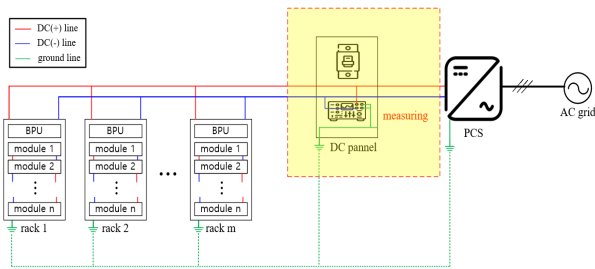 DC(+) line
DC(-) line
ground line
measuring
DC pannel
PCS
AC grid
BPU
module 1
module 2
module n
rack 1
BPU
module 1
module 2
module n
rack 2
BPU
module 1
module 2
module n
rack m